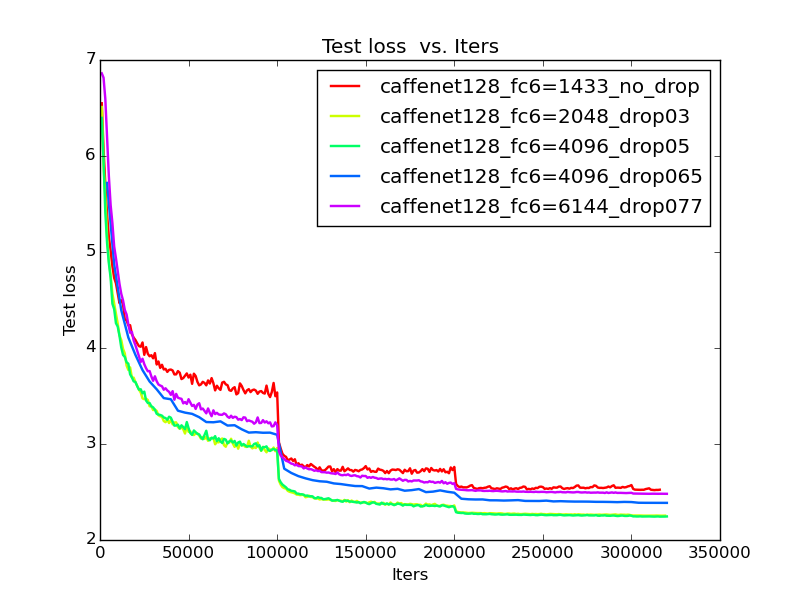 Test loss  vs. Iters
7
caffenet128_fc6=1433_no_drop
caffenet128_fc6=2048_drop03
caffenet128_fc6=4096_drop05
caffenet128_fc6=4096_drop065
caffenet128_fc6=6144_drop077
6
5
4
3
2
Test loss
0 50000 100000 150000 200000 250000 300000 350000
Iters